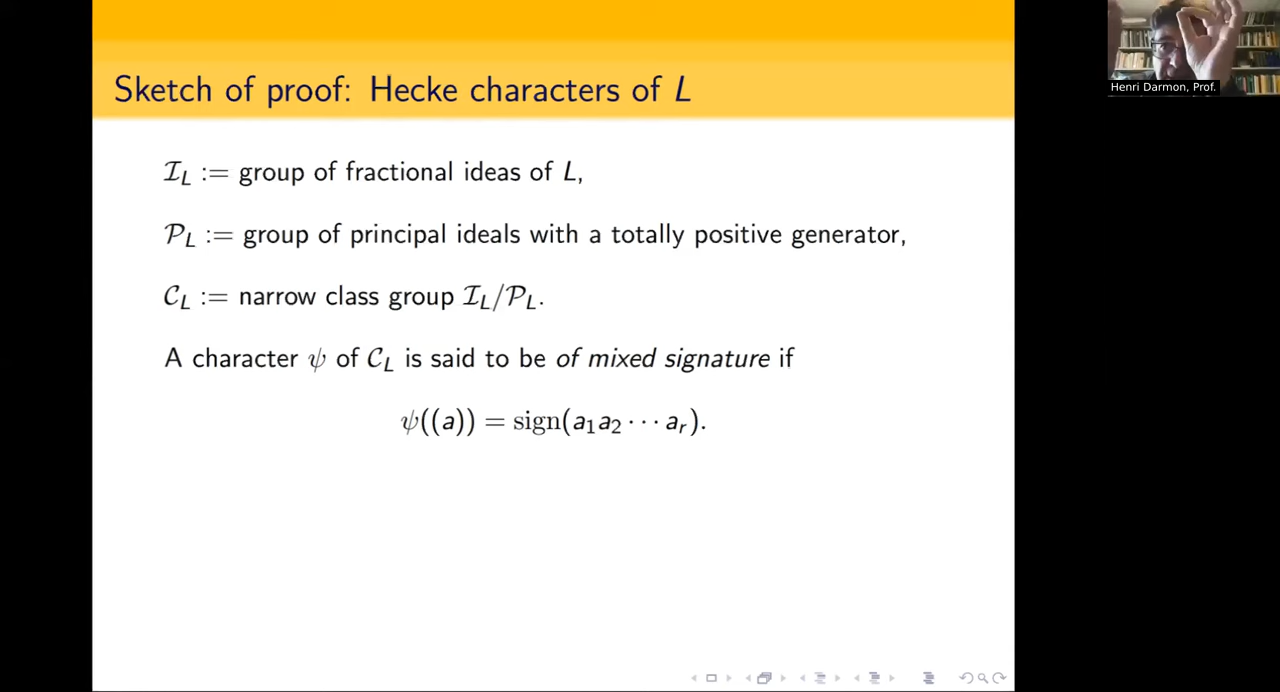 Sketch of proof: Hecke characters of L
Henri Darmon, Prof.
𝓘_L := group of fractional ideas of L,
𝓟_L := group of principal ideals with a totally positive generator,
𝓒_L := narrow class group 𝓘_L/𝓟_L.
A character ψ of 𝓒_L is said to be of mixed signature if
ψ((a)) = sign(a₁a₂ ⋯ a_r).